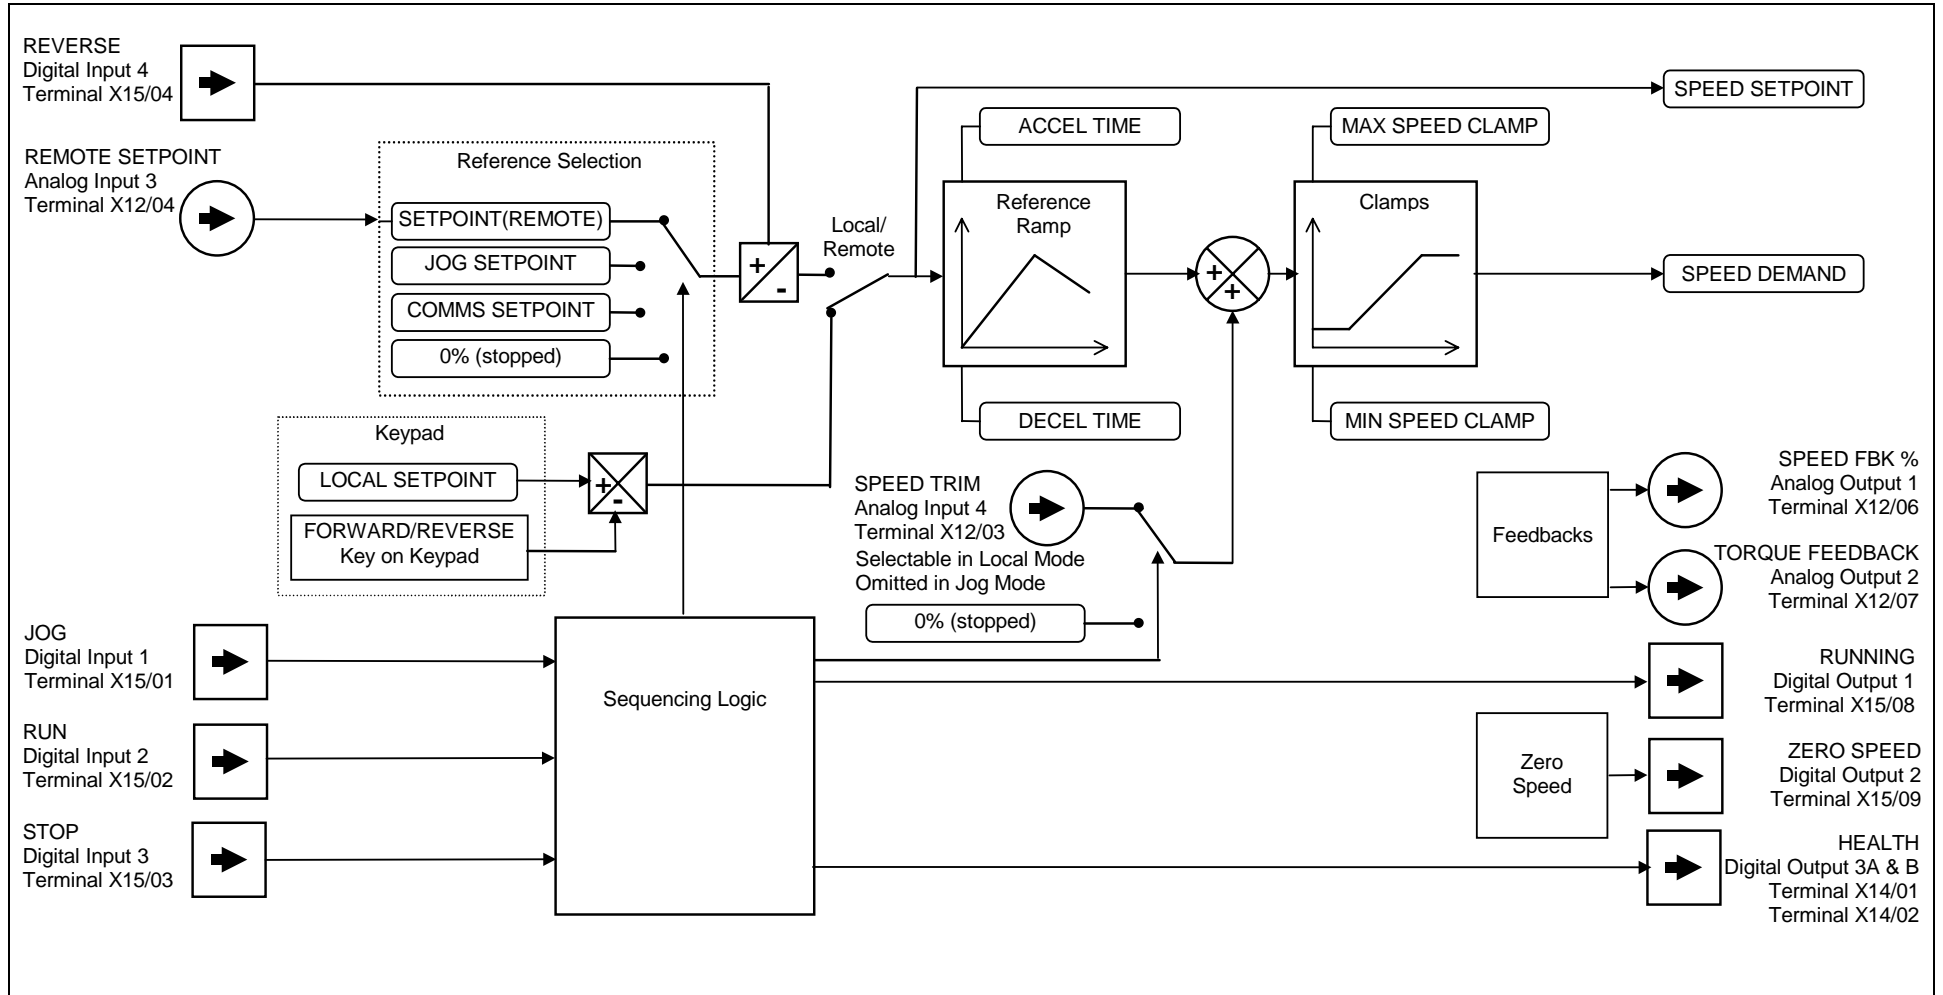 REVERSE
Digital Input 4
Terminal X15/04
REMOTE SETPOINT
Analog Input 3
Terminal X12/04
Reference Selection
SETPOINT(REMOTE)
JOG SETPOINT
COMMS SETPOINT
0% (stopped)
+
-
Local/
Remote
SPEED SETPOINT
ACCEL TIME
Reference
Ramp
DECEL TIME
+
+
MAX SPEED CLAMP
Clamps
MIN SPEED CLAMP
SPEED DEMAND
Keypad
LOCAL SETPOINT
FORWARD/REVERSE
Key on Keypad
+
-
SPEED TRIM
Analog Input 4
Terminal X12/03
Selectable in Local Mode
Omitted in Jog Mode
0% (stopped)
Feedbacks
SPEED FBK %
Analog Output 1
Terminal X12/06
TORQUE FEEDBACK
Analog Output 2
Terminal X12/07
JOG
Digital Input 1
Terminal X15/01
RUN
Digital Input 2
Terminal X15/02
STOP
Digital Input 3
Terminal X15/03
Sequencing Logic
RUNNING
Digital Output 1
Terminal X15/08
Zero
Speed
ZERO SPEED
Digital Output 2
Terminal X15/09
HEALTH
Digital Output 3A & B
Terminal X14/01
Terminal X14/02